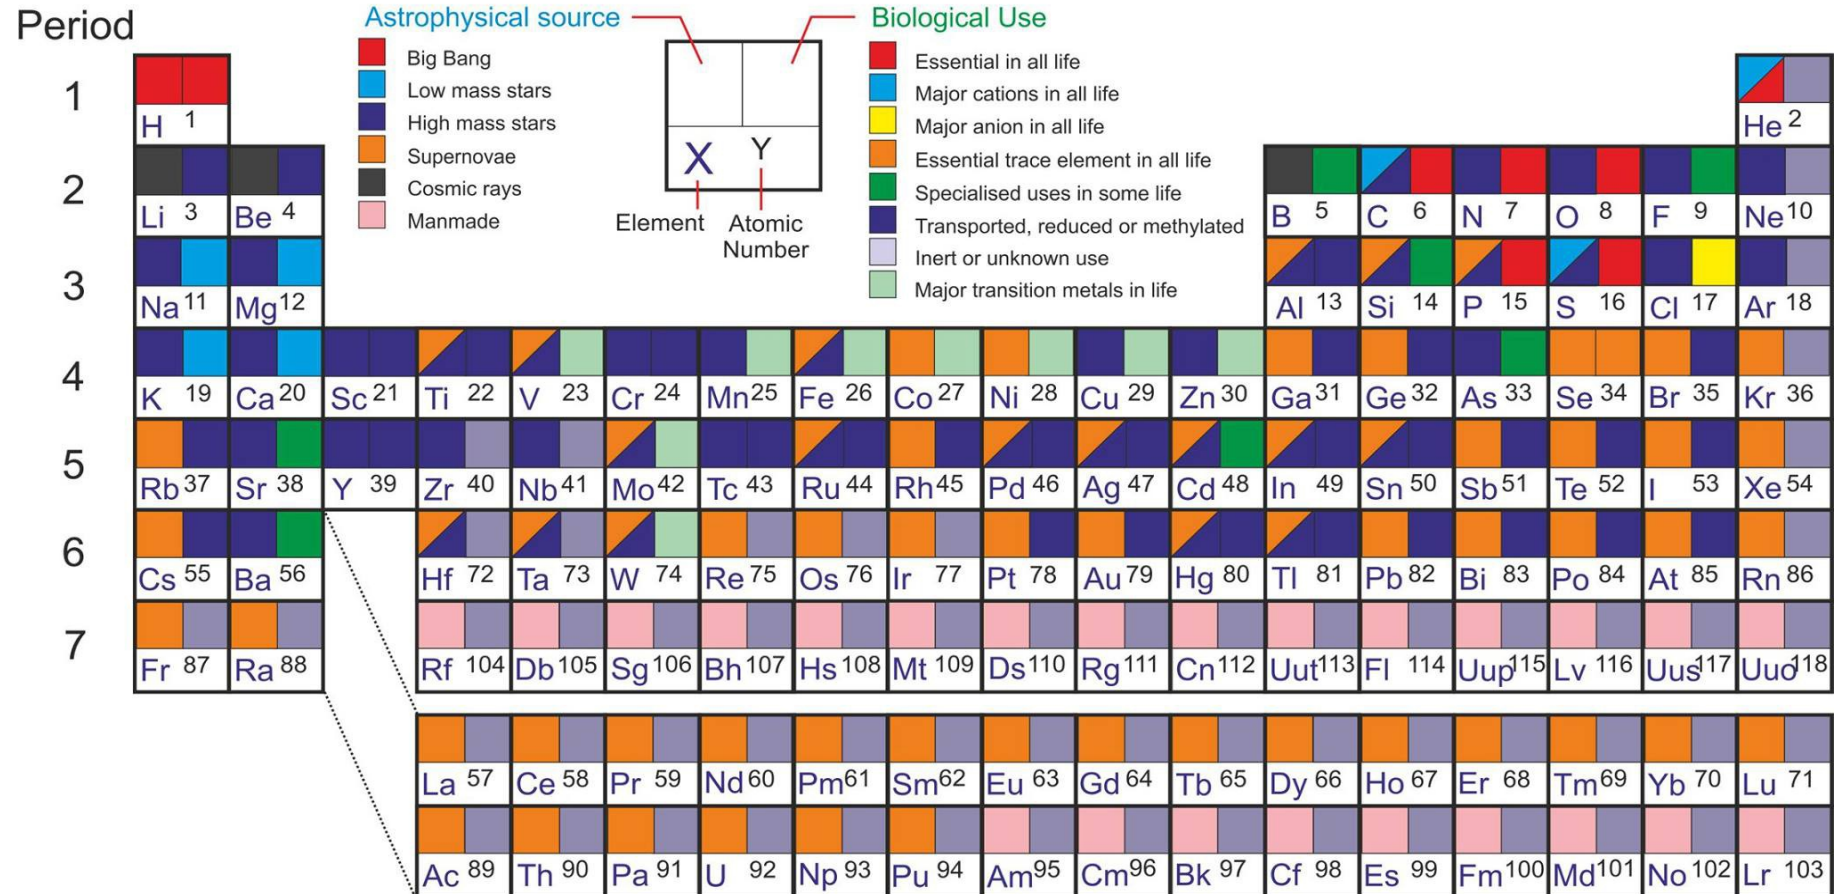 Period
Astrophysical source
Big Bang
Low mass stars
High mass stars
Supernovae
Cosmic rays
Manmade
X Y
Element
Atomic
Number
Biological Use
Essential in all life
Major cations in all life
Major anion in all life
Essential trace element in all life
Specialised uses in some life
Transported, reduced or methylated
Inert or unknown use
Major transition metals in life
1
H 1 He 2
2
Li 3 Be 4 B 5 C 6 N 7 O 8 F 9 Ne 10
3
Na 11 Mg 12 Al 13 Si 14 P 15 S 16 Cl 17 Ar 18
4
K 19 Ca 20 Sc 21 Ti 22 V 23 Cr 24 Mn 25 Fe 26 Co 27 Ni 28 Cu 29 Zn 30 Ga 31 Ge 32 As 33 Se 34 Br 35 Kr 36
5
Rb 37 Sr 38 Y 39 Zr 40 Nb 41 Mo 42 Tc 43 Ru 44 Rh 45 Pd 46 Ag 47 Cd 48 In 49 Sn 50 Sb 51 Te 52 I 53 Xe 54
6
Cs 55 Ba 56 Hf 72 Ta 73 W 74 Re 75 Os 76 Ir 77 Pt 78 Au 79 Hg 80 Tl 81 Pb 82 Bi 83 Po 84 At 85 Rn 86
7
Fr 87 Ra 88 Rf 104 Db 105 Sg 106 Bh 107 Hs 108 Mt 109 Ds 110 Rg 111 Cn 112 Uut 113 Fl 114 Uup 115 Lv 116 Uus 117 Uuo 118
La 57 Ce 58 Pr 59 Nd 60 Pm 61 Sm 62 Eu 63 Gd 64 Tb 65 Dy 66 Ho 67 Er 68 Tm 69 Yb 70 Lu 71
Ac 89 Th 90 Pa 91 U 92 Np 93 Pu 94 Am 95 Cm 96 Bk 97 Cf 98 Es 99 Fm 100 Md 101 No 102 Lr 103